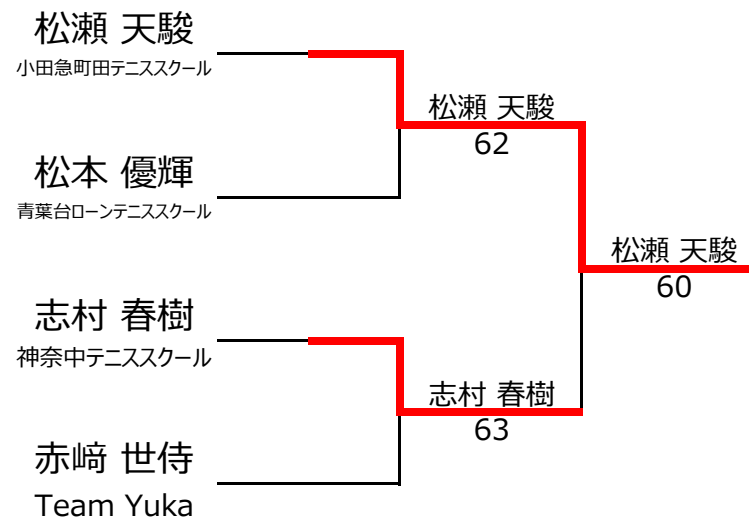 松瀬 天駿
小田急町田テニススクール
松本 優輝
青葉台ローンテニススクール
志村 春樹
神奈中テニススクール
赤﨑 世侍
Team Yuka
松瀬 天駿
62
志村 春樹
63
松瀬 天駿
60